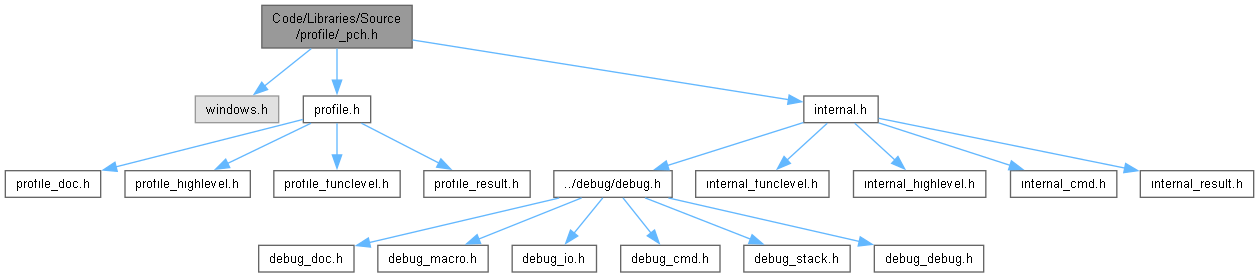 Code/Libraries/Source
/profile/_pch.h
windows.h
profile.h
internal.h
profile_doc.h
profile_highlevel.h
profile_funclevel.h
profile_result.h
../debug/debug.h
internal_funclevel.h
internal_highlevel.h
internal_cmd.h
internal_result.h
debug_doc.h
debug_macro.h
debug_io.h
debug_cmd.h
debug_stack.h
debug_debug.h